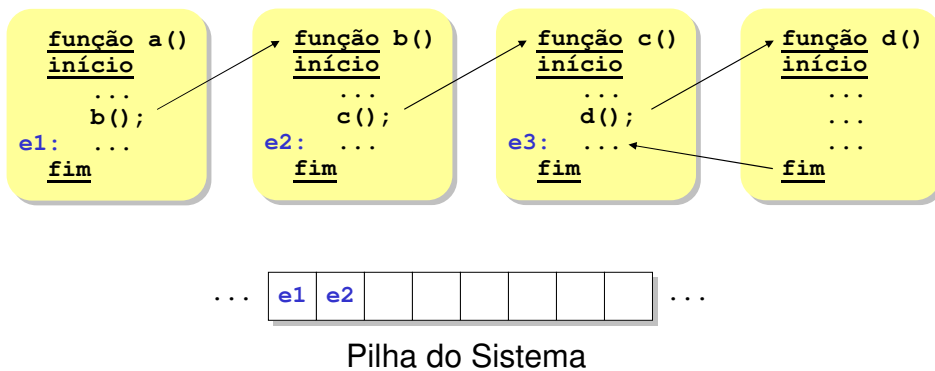 função a()
início
...
b();
e1: ...
fim
função b()
início
...
c();
e2: ...
fim
função c()
início
...
d();
e3: ...
fim
função d()
início
...
...
...
fim
... e1 e2 ...
Pilha do Sistema